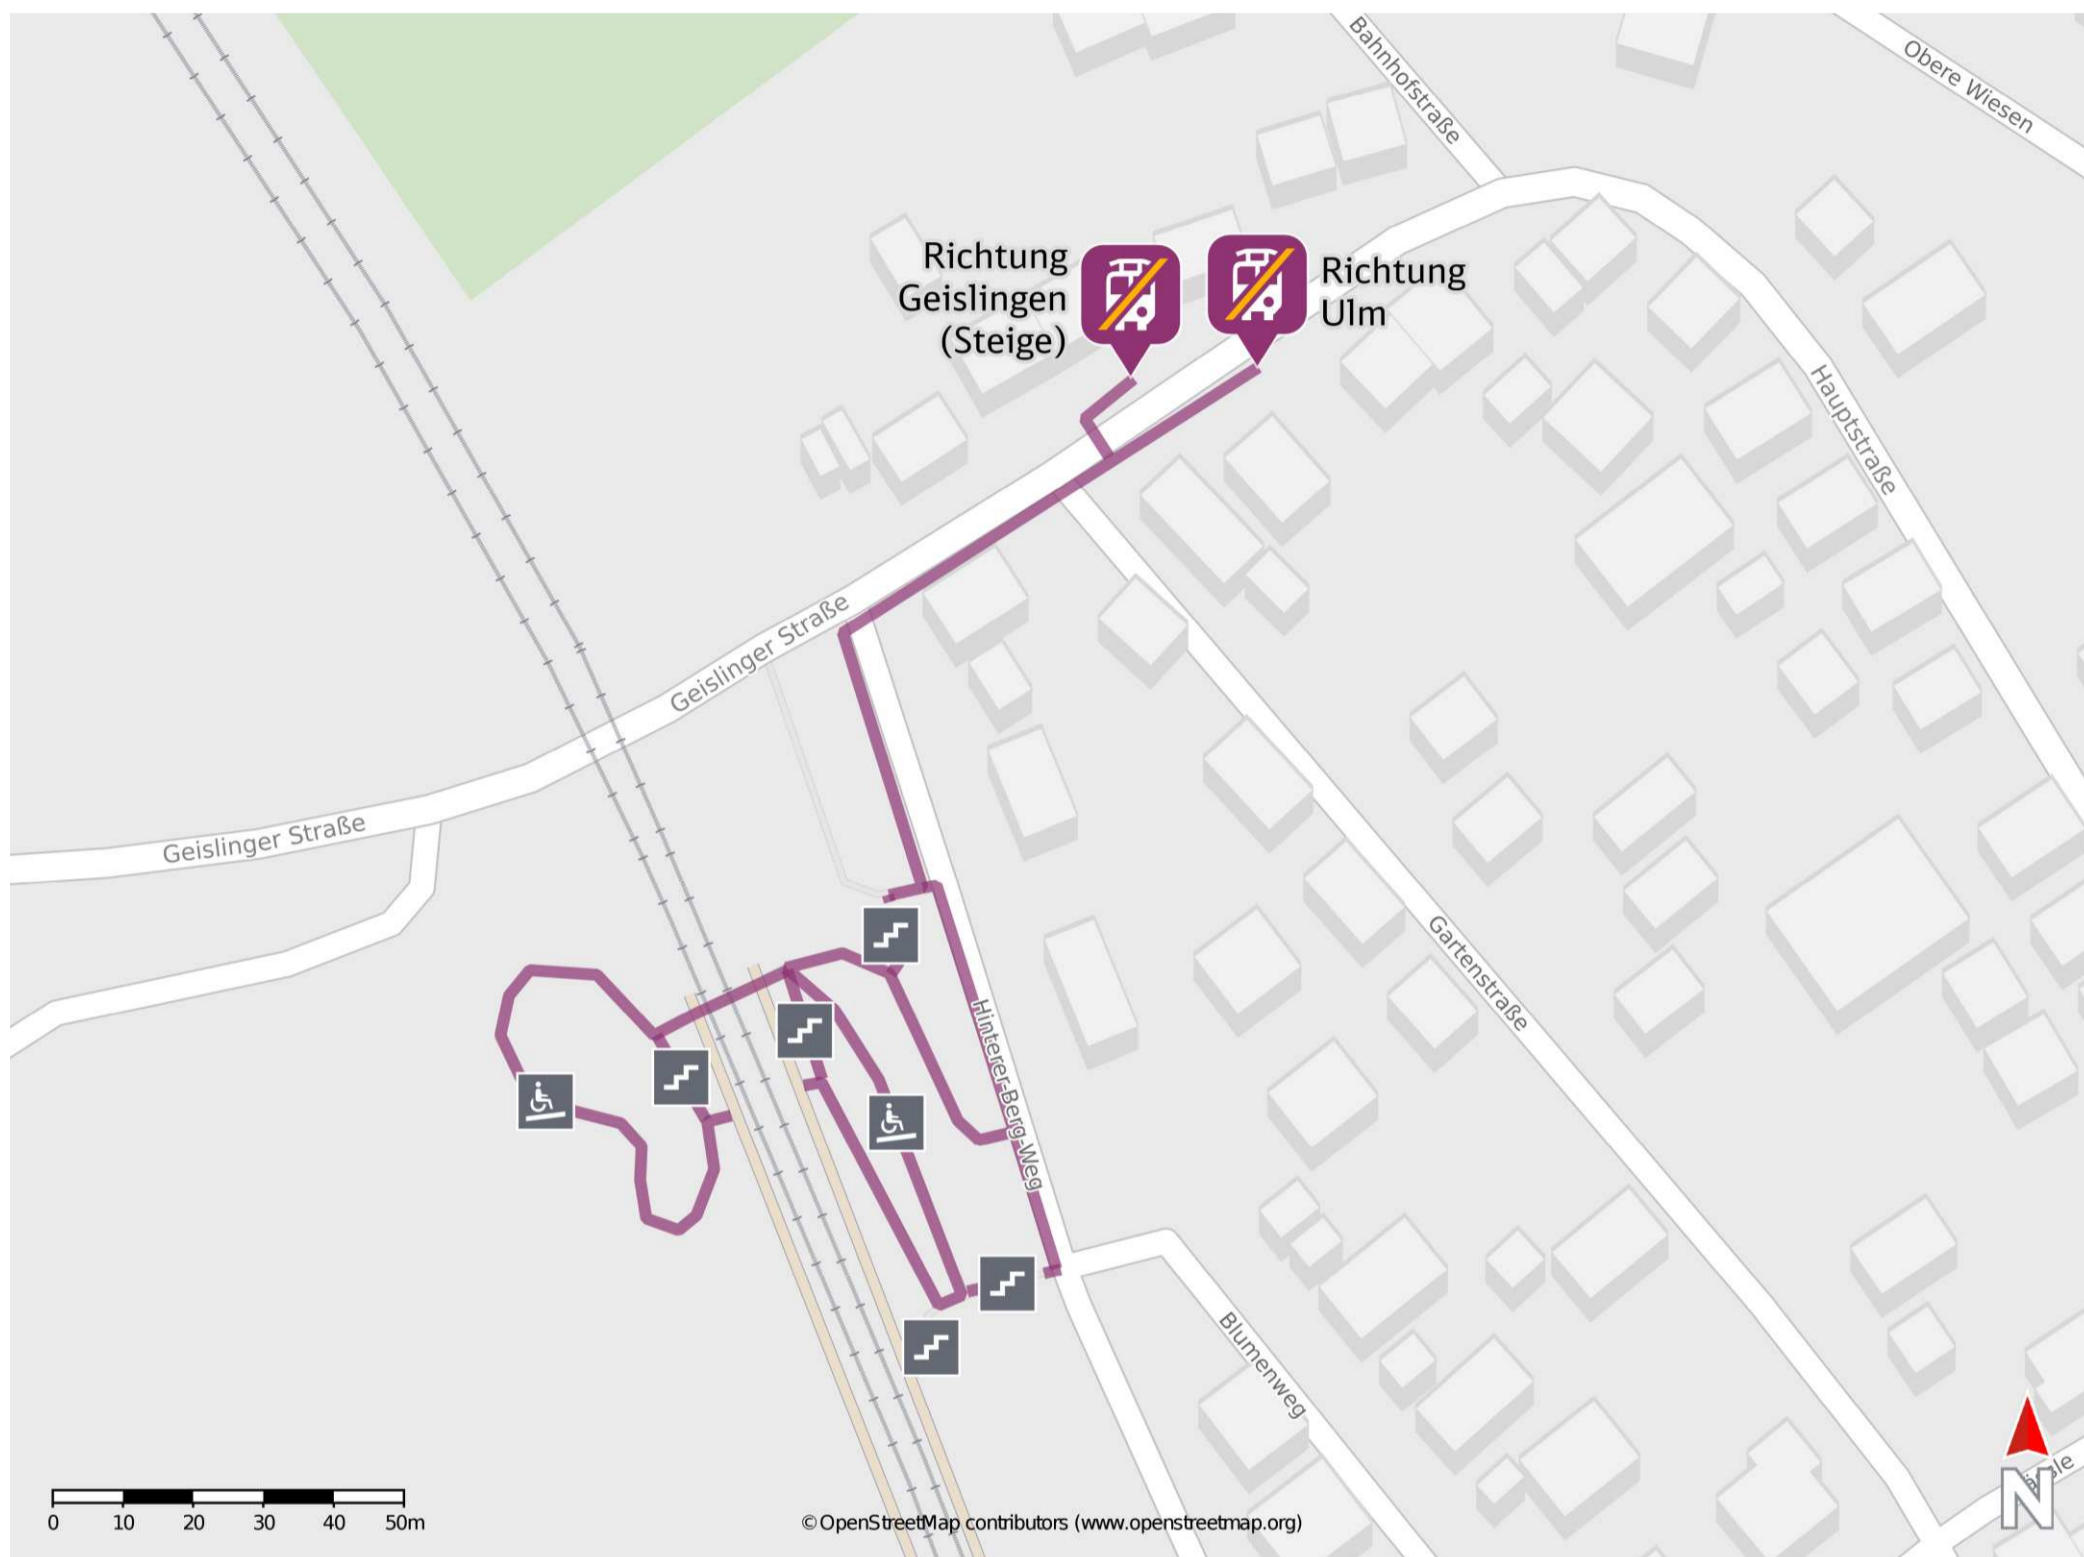 Bahnhofstraße
Obere Wiesen
Richtung
Geislingen
(Steige)
Richtung
Ulm
Hauptstraße
Geislinger Straße
Geislinger Straße
Gartenstraße
Hinterer-Berg-Weg
Blumenweg
N
0 10 20 30 40 50m
©OpenStreetMap contributors (www.openstreetmap.org)